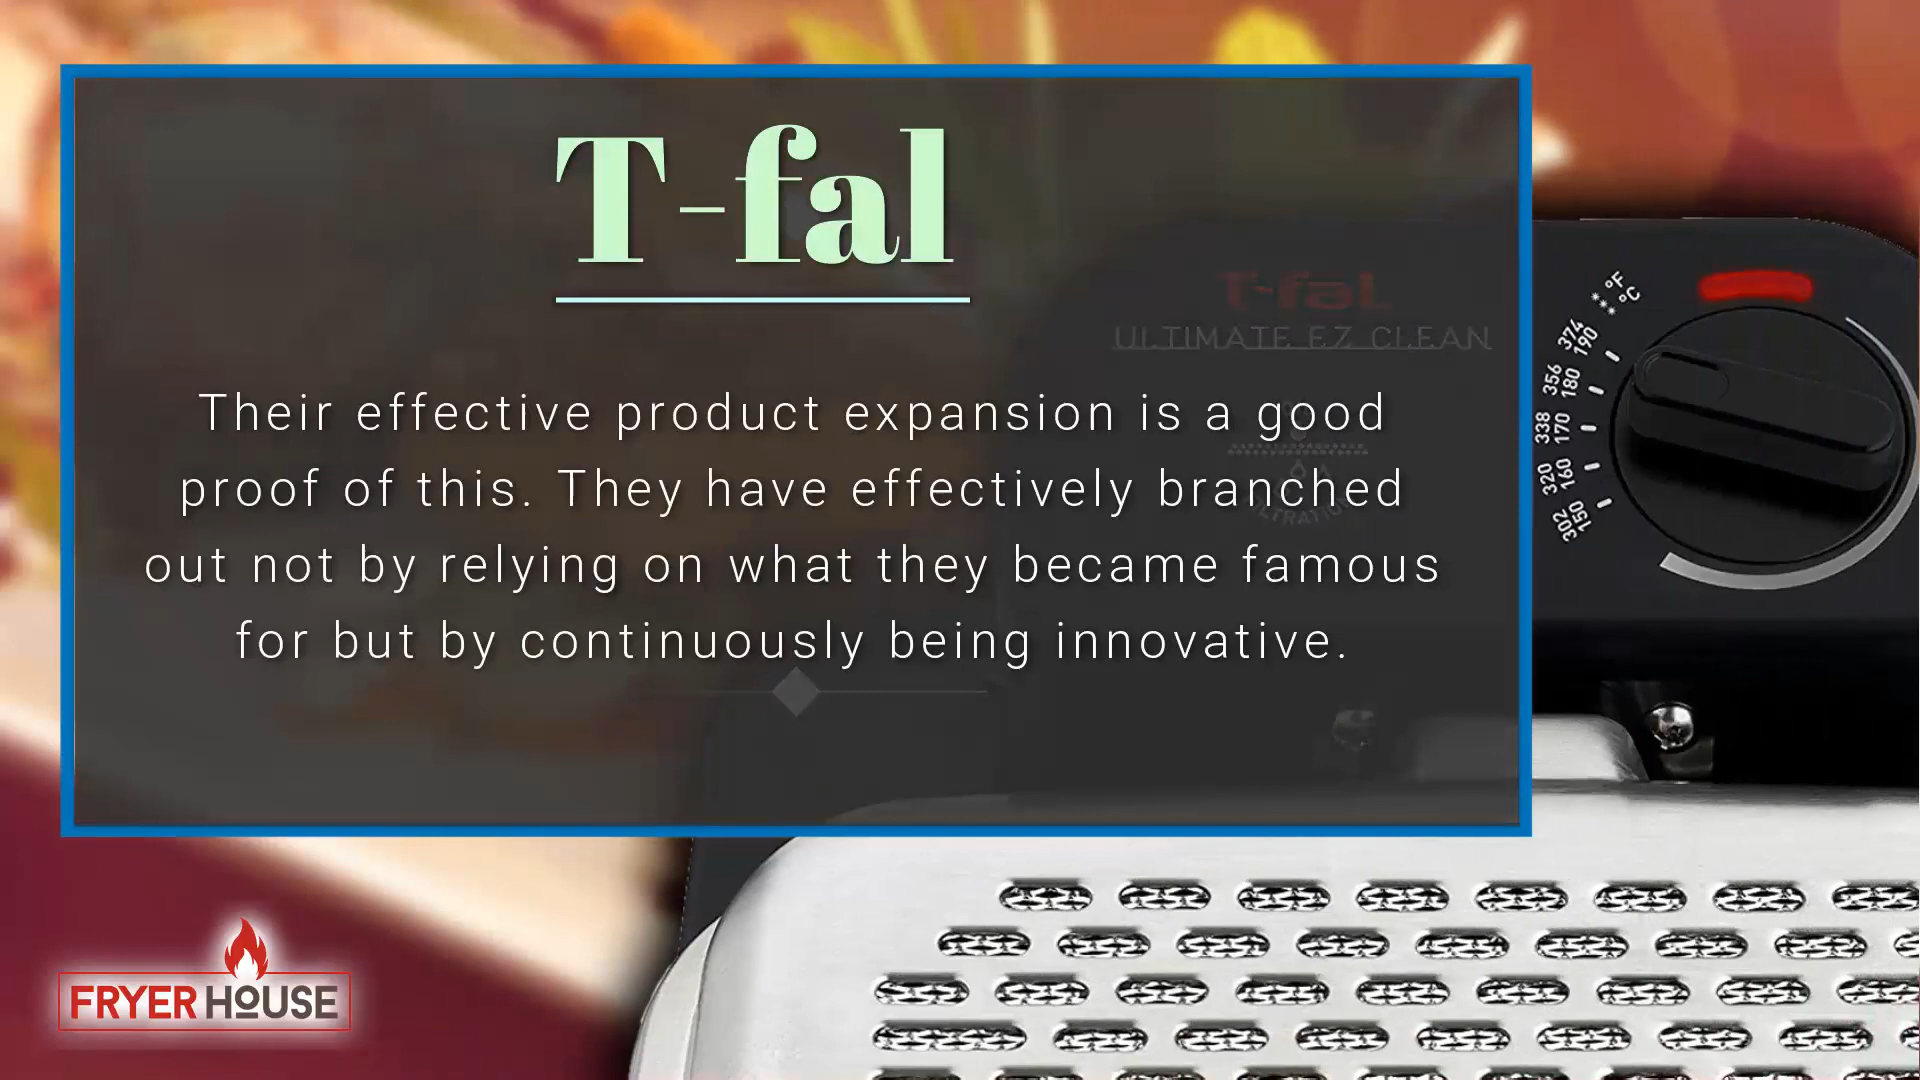 T-fal
T-faL
ULTIMATE EZ CLEAN
Their effective product expansion is a good
proof of this. They have effectively branched
out not by relying on what they became famous
for but by continuously being innovative.
°F
°C
374
190
356
180
338
170
320
160
302
150
FRYER HOUSE